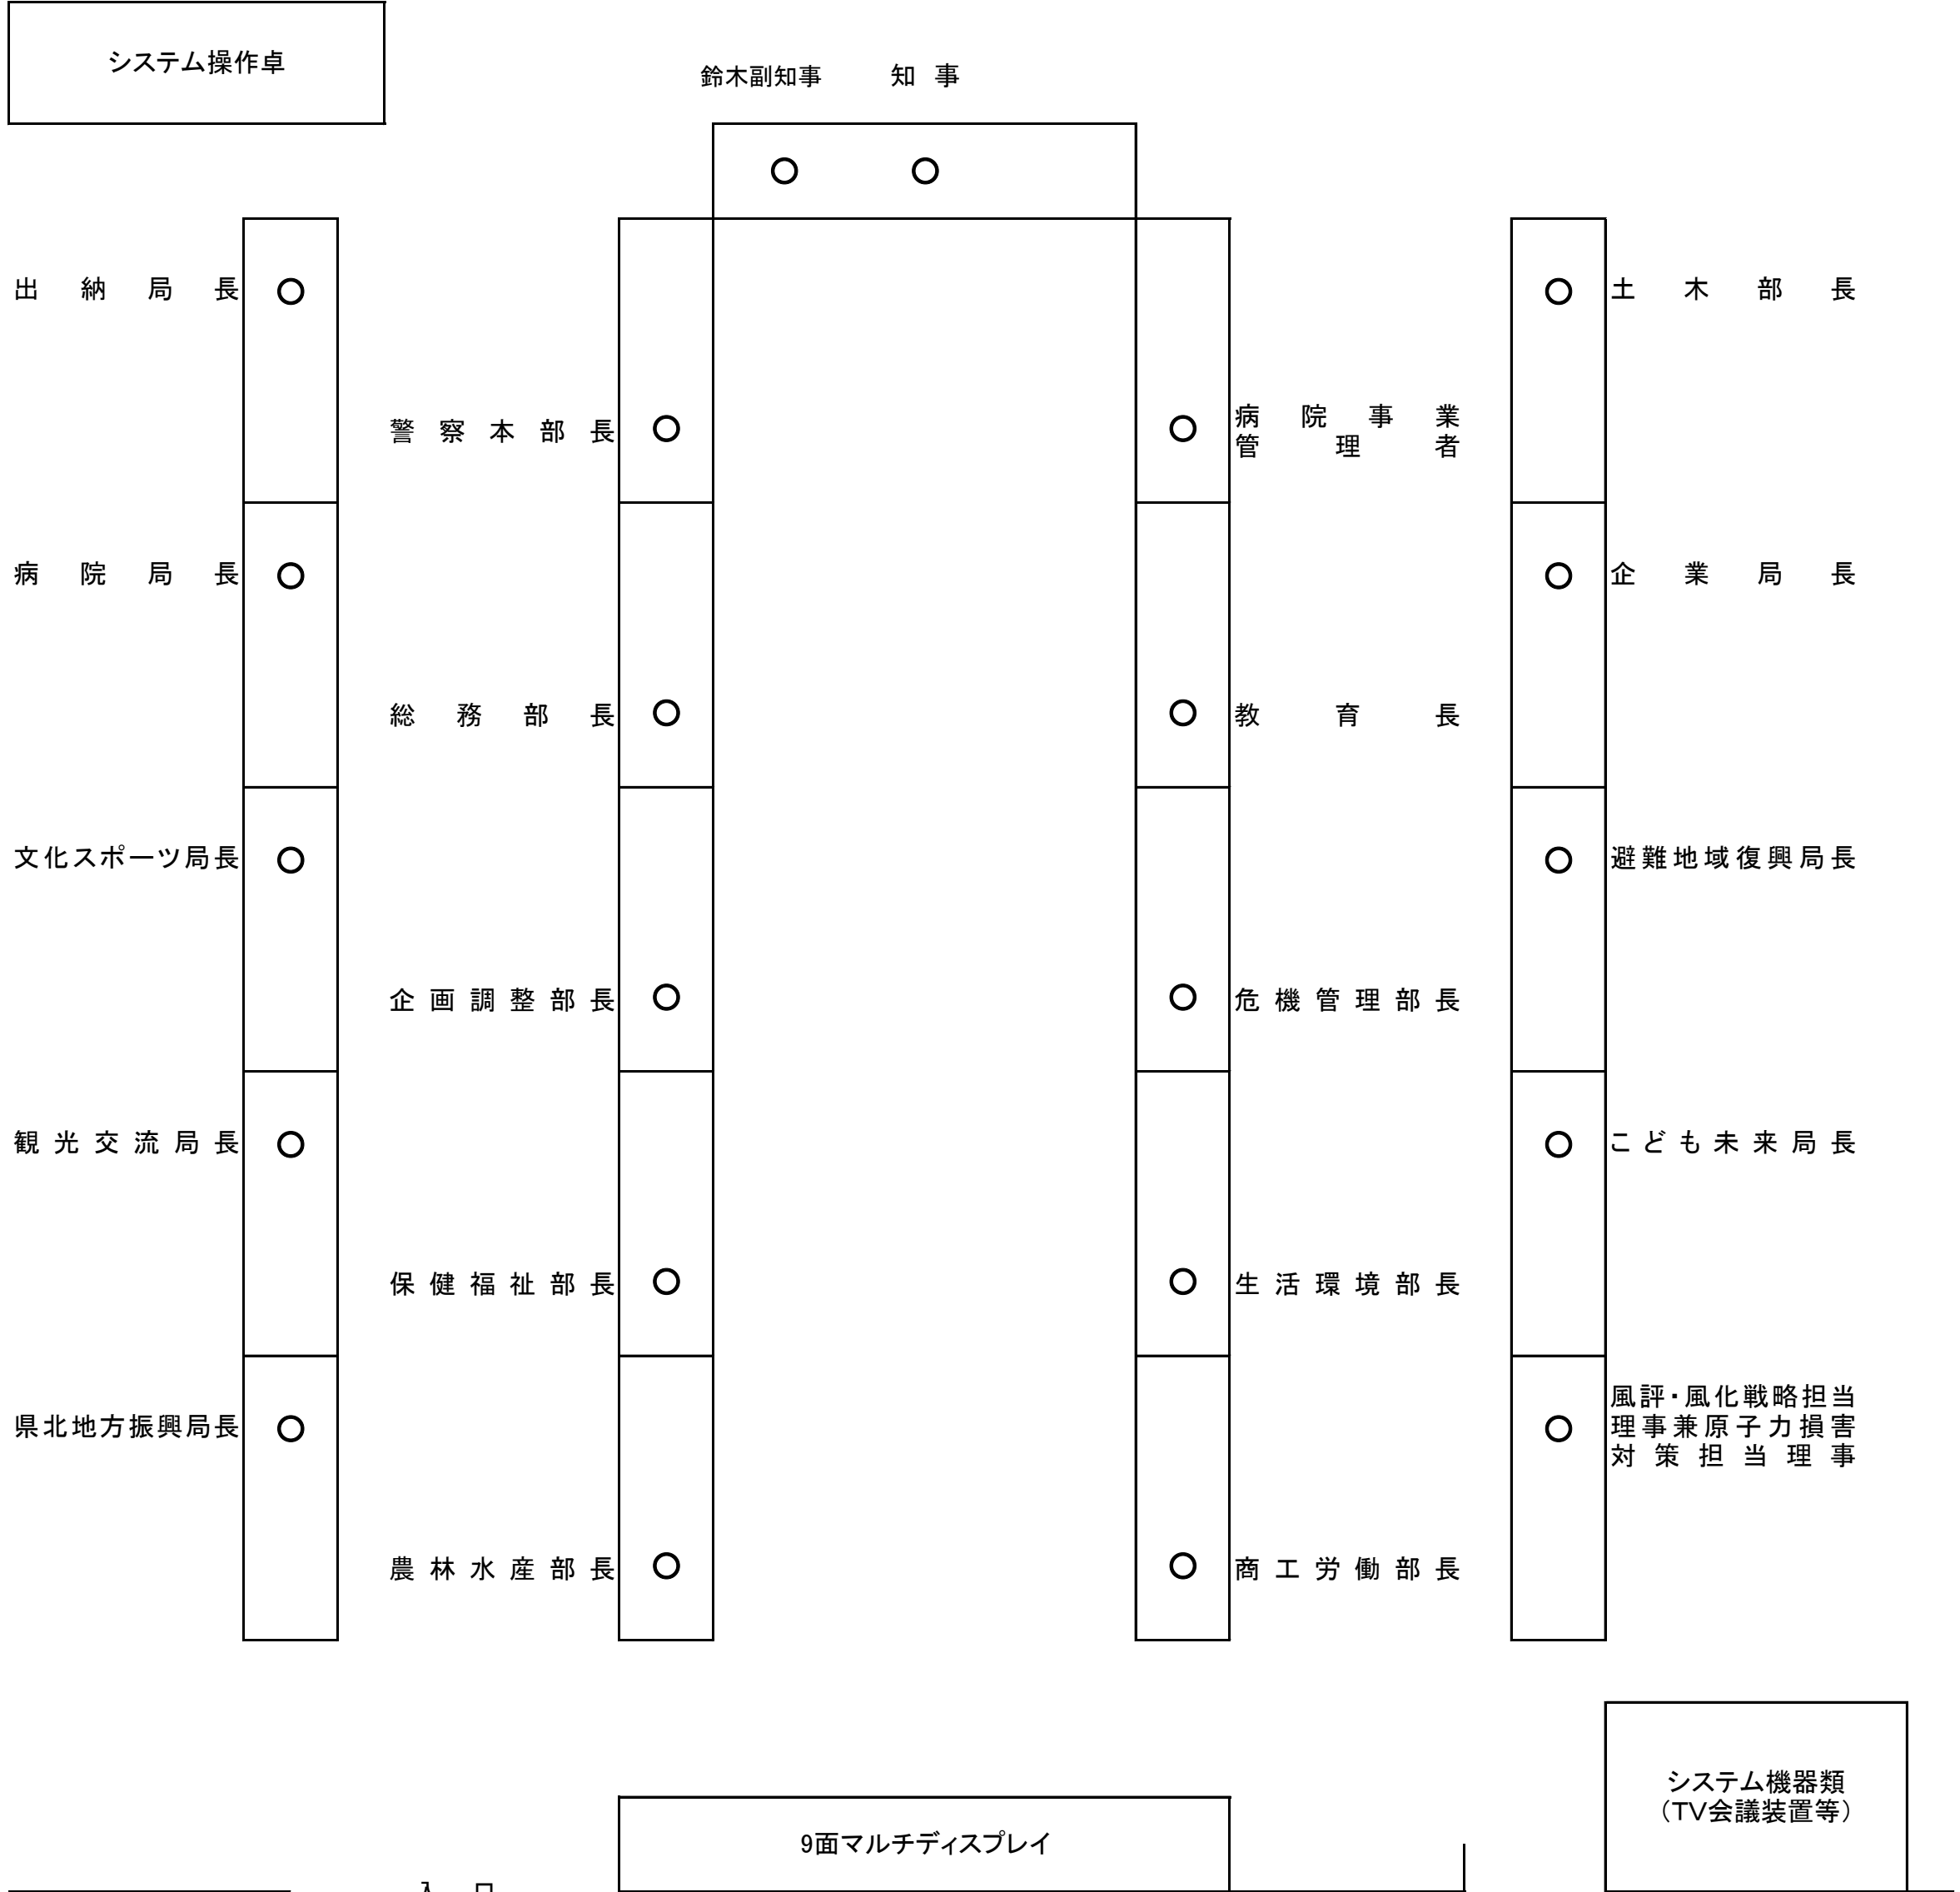 システム操作卓
鈴木副知事 知事
出納局長
土木部長
警察本部長
病院事業
管理者
病院局長
企業局長
総務部長
教育長
文化スポーツ局長
避難地域復興局長
企画調整部長
危機管理部長
観光交流局長
こども未来局長
保健福祉部長
生活環境部長
県北地方振興局長
風評・風化戦略担当
理事兼原子力損害
対策担当理事
農林水産部長
商工労働部長
システム機器類
（TV会議装置等）
9面マルチディスプレイ
入口